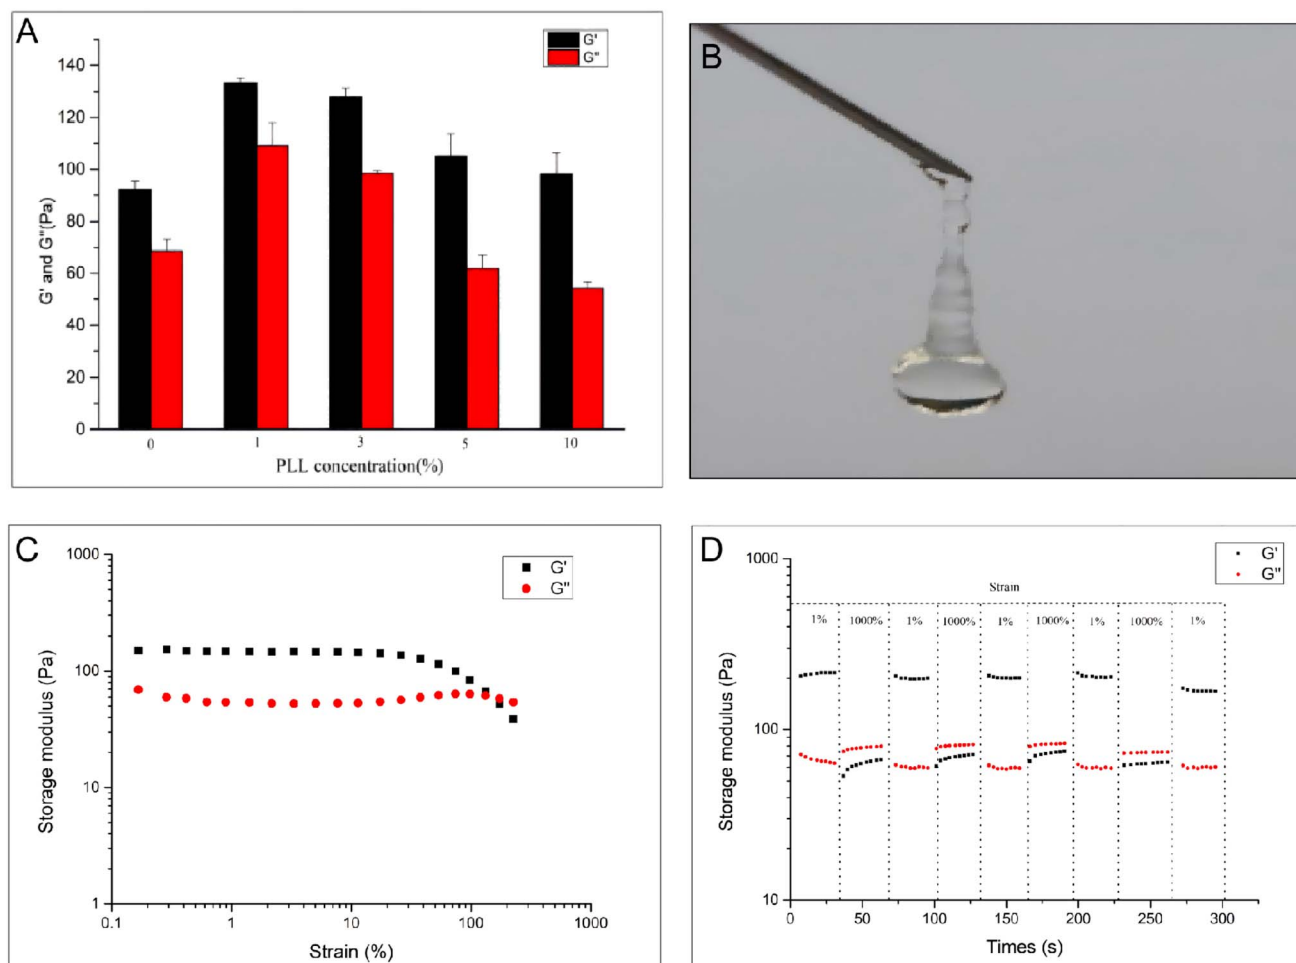 A
G'
G"
140
120
100
80
60
40
20
0
G' and G"(Pa)
0 1 3 5 10
PLL concentration(%)
B
C
G'
G"
1000
100
10
1
Storage modulus (Pa)
0.1 1 10 100 1000
Strain (%)
D
G'
G"
Strain
1% 1000% 1% 1000% 1% 1000% 1% 1000% 1%
1000
100
10
Storage modulus (Pa)
0 50 100 150 200 250 300
Times (s)